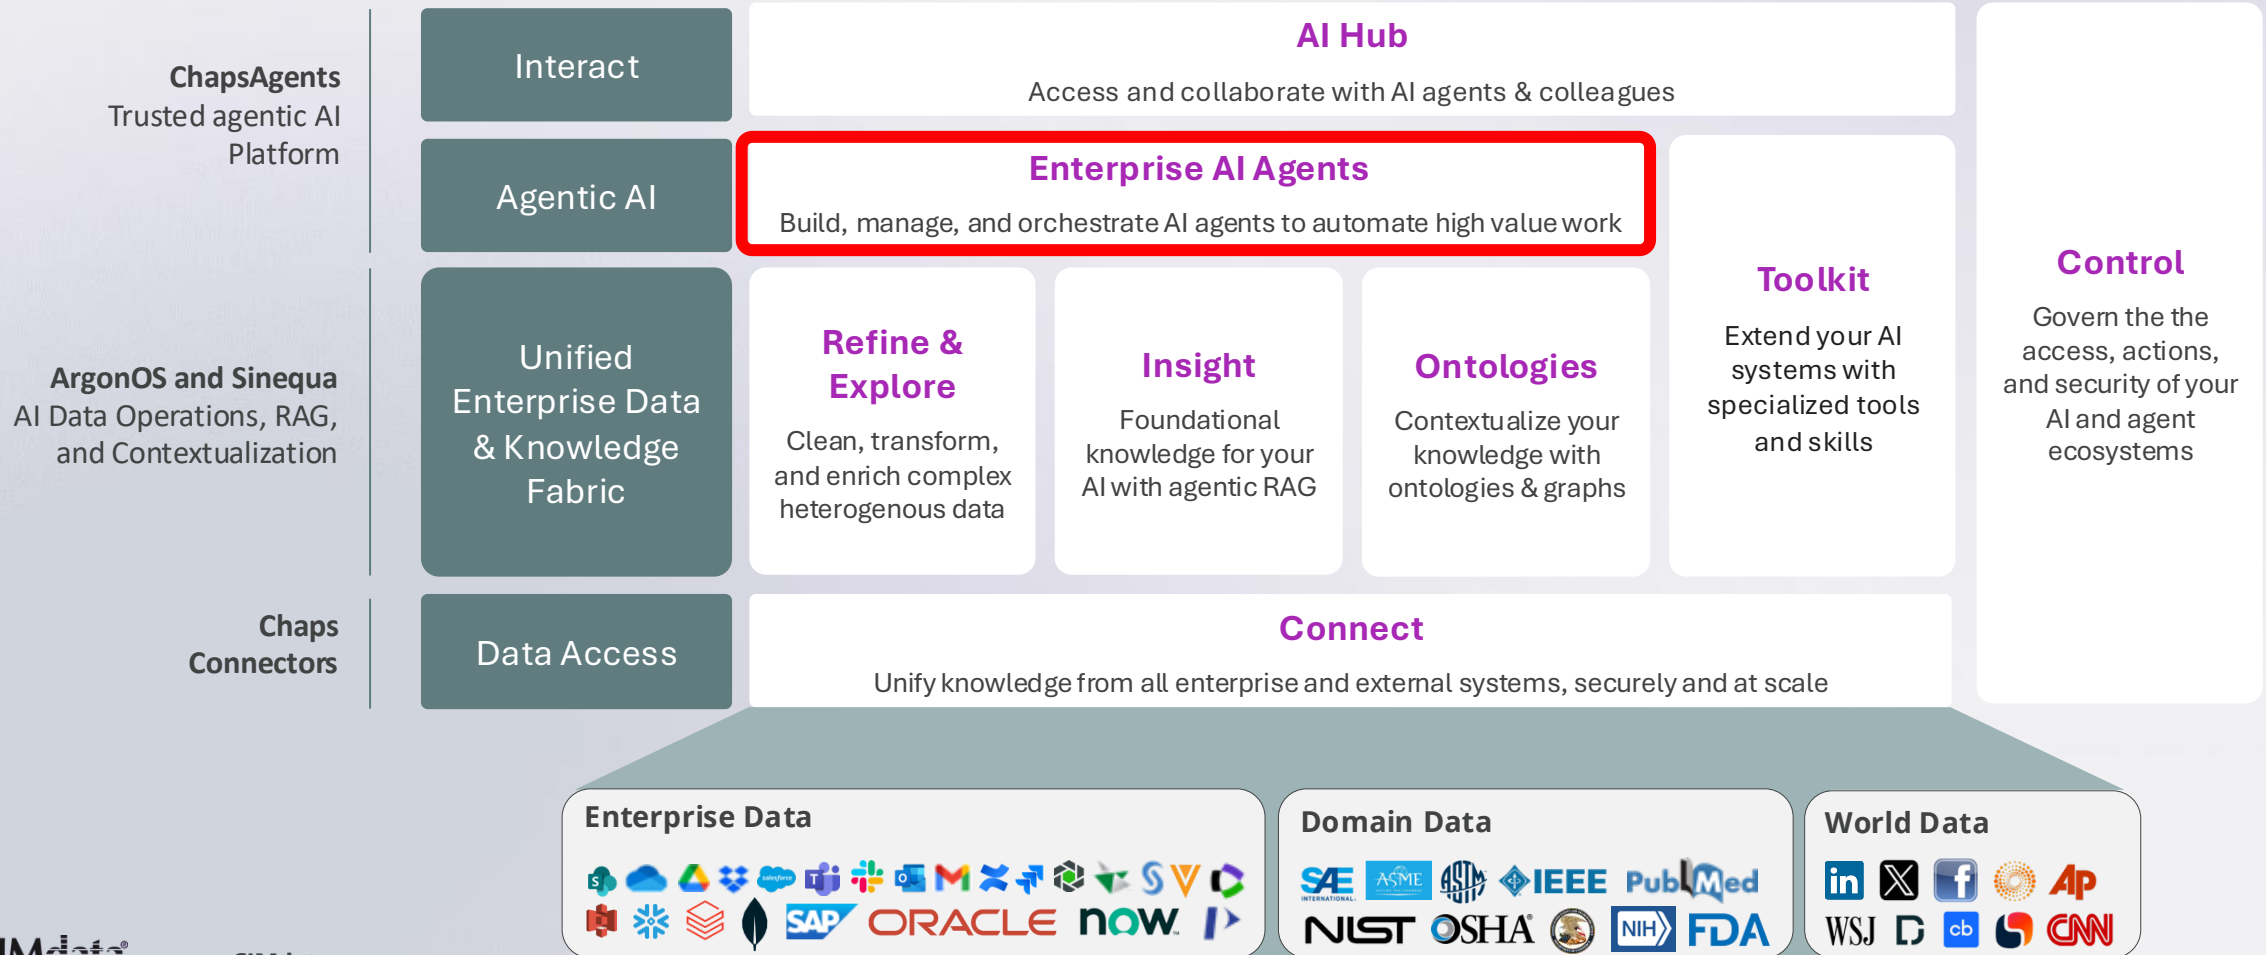 ChapsAgents
Trusted agentic AI
Platform
Interact
AI Hub
Access and collaborate with AI agents & colleagues
Agentic AI
Enterprise AI Agents
Build, manage, and orchestrate AI agents to automate high value work
ArgonOS and Sinequa
AI Data Operations, RAG,
and Contextualization
Unified
Enterprise Data
& Knowledge
Fabric
Refine &
Explore
Clean, transform,
and enrich complex
heterogenous data
Insight
Foundational
knowledge for your
AI with agentic RAG
Ontologies
Contextualize your
knowledge with
ontologies & graphs
Toolkit
Extend your AI
systems with
specialized tools
and skills
Control
Govern the the
access, actions,
and security of your
AI and agent
ecosystems
Chaps
Connectors
Data Access
Connect
Unify knowledge from all enterprise and external systems, securely and at scale
Enterprise Data
salesforce
SAP ORACLE now
Domain Data
SAE INTERNATIONAL ASME ASTM IEEE PubMed
NIST OSHA NIH FDA
World Data
in X f AP
WSJ D cb CNN